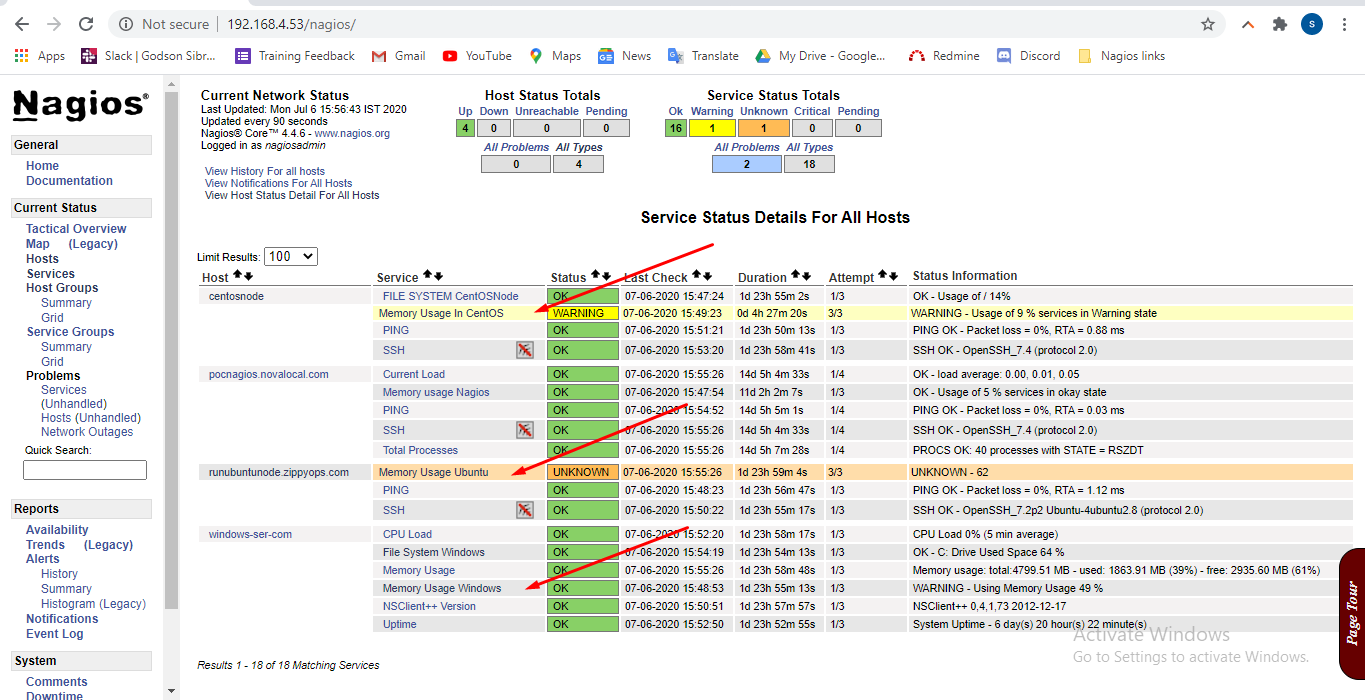 Not secure | 192.168.4.53/nagios/
S
Apps Slack | Godson Sibr... Training Feedback Gmail YouTube Maps News Translate My Drive - Google... Redmine Discord Nagios links
Nagios®
General
Home
Documentation
Current Status
Tactical Overview
Map (Legacy)
Hosts
Services
Host Groups
Summary
Grid
Service Groups
Summary
Grid
Problems
Services
(Unhandled)
Hosts (Unhandled)
Network Outages
Quick Search:
Reports
Availability
Trends (Legacy)
Alerts
History
Summary
Histogram (Legacy)
Notifications
Event Log
System
Comments
Downtime
Current Network Status
Last Updated: Mon Jul 6 15:56:43 IST 2020
Updated every 90 seconds
Nagios® Core™ 4.4.6 - www.nagios.org
Logged in as nagiosadmin
View History For all hosts
View Notifications For All Hosts
View Host Status Detail For All Hosts
Host Status Totals
Up Down Unreachable Pending
4 0 0 0
All Problems All Types
0 4
Service Status Totals
Ok Warning Unknown Critical Pending
16 1 1 0 0
All Problems All Types
2 18
Service Status Details For All Hosts
Limit Results: 100
Host Service Status Last Check Duration Attempt Status Information
centosnode FILE SYSTEM CentOSNode OK 07-06-2020 15:47:24 1d 23h 55m 2s 1/3 OK - Usage of / 14%
Memory Usage In CentOS WARNING 07-06-2020 15:49:23 0d 4h 27m 20s 3/3 WARNING - Usage of 9 % services in Warning state
PING OK 07-06-2020 15:51:21 1d 23h 50m 13s 1/3 PING OK - Packet loss = 0%, RTA = 0.88 ms
SSH OK 07-06-2020 15:53:20 1d 23h 58m 41s 1/3 SSH OK - OpenSSH_7.4 (protocol 2.0)
pocnagios.novalocal.com Current Load OK 07-06-2020 15:55:26 14d 5h 4m 33s 1/4 OK - load average: 0.00, 0.01, 0.05
Memory usage Nagios OK 07-06-2020 15:47:54 11d 2h 2m 7s 1/3 OK - Usage of 5 % services in okay state
PING OK 07-06-2020 15:54:52 14d 5h 5m 1s 1/4 PING OK - Packet loss = 0%, RTA = 0.03 ms
SSH OK 07-06-2020 15:55:26 14d 5h 4m 33s 1/4 SSH OK - OpenSSH_7.4 (protocol 2.0)
Total Processes OK 07-06-2020 15:55:26 14d 5h 7m 28s 1/4 PROCS OK: 40 processes with STATE = RSZDT
runubuntunode.zippyops.com Memory Usage Ubuntu UNKNOWN 07-06-2020 15:55:26 1d 23h 59m 4s 3/3 UNKNOWN - 62
PING OK 07-06-2020 15:48:23 1d 23h 56m 47s 1/3 PING OK - Packet loss = 0%, RTA = 1.12 ms
SSH OK 07-06-2020 15:50:22 1d 23h 55m 17s 1/3 SSH OK - OpenSSH_7.2p2 Ubuntu-4ubuntu2.8 (protocol 2.0)
windows-ser-com CPU Load OK 07-06-2020 15:52:20 1d 23h 58m 17s 1/3 CPU Load 0% (5 min average)
File System Windows OK 07-06-2020 15:54:19 1d 23h 54m 13s 1/3 OK - C: Drive Used Space 64 %
Memory Usage OK 07-06-2020 15:55:26 1d 23h 58m 48s 1/3 Memory usage: total:4799.51 MB - used: 1863.91 MB (39%) - free: 2935.60 MB (61%)
Memory Usage Windows OK 07-06-2020 15:48:53 1d 23h 55m 13s 1/3 WARNING - Using Memory Usage 49 %
NSClient++ Version OK 07-06-2020 15:50:51 1d 23h 57m 57s 1/3 NSClient++ 0,4,1,73 2012-12-17
Uptime OK 07-06-2020 15:52:50 1d 23h 52m 55s 1/3 System Uptime - 6 day(s) 20 hour(s) 22 minute(s)
Results 1 - 18 of 18 Matching Services
Page Tour
Activate Windows
Go to Settings to activate Windows.